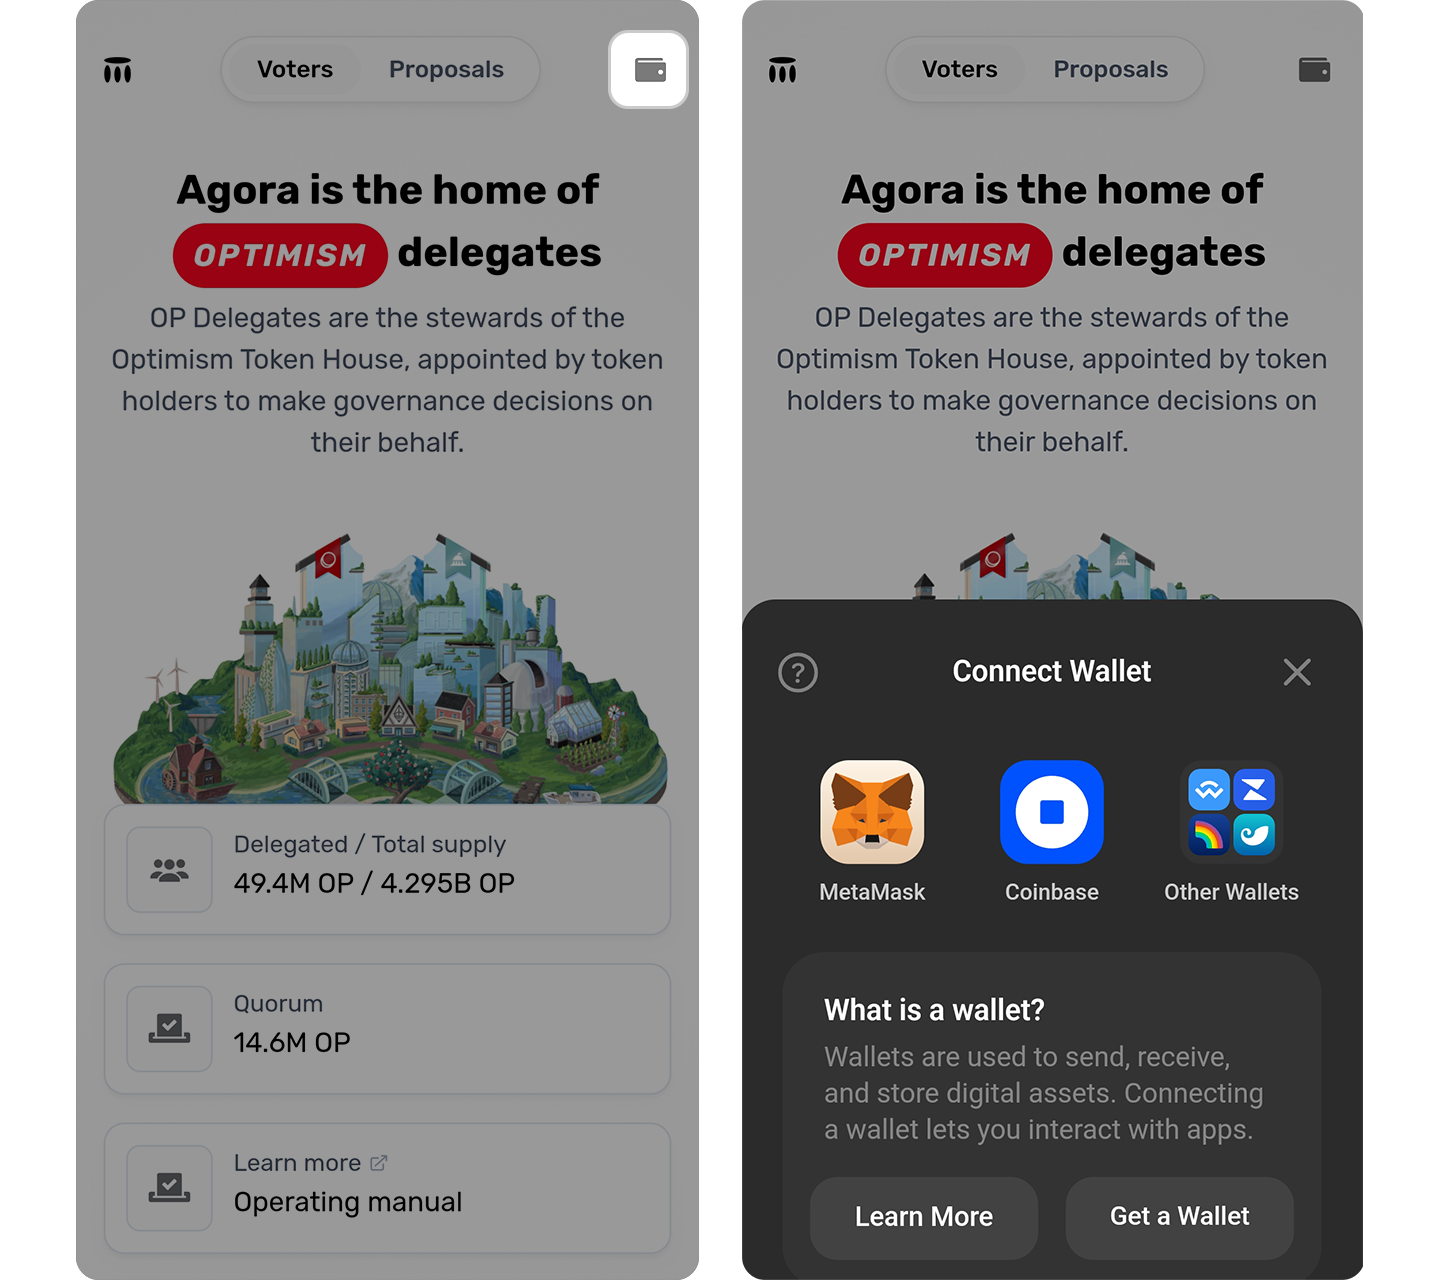 Voters
Proposals
Agora is the home of
OPTIMISM delegates
OP Delegates are the stewards of the
Optimism Token House, appointed by token
holders to make governance decisions on
their behalf.
Delegated / Total supply
49.4M OP / 4.295B OP
Quorum
14.6M OP
Learn more
Operating manual
Voters
Proposals
Agora is the home of
OPTIMISM delegates
OP Delegates are the stewards of the
Optimism Token House, appointed by token
holders to make governance decisions on
their behalf.
?
Connect Wallet
MetaMask
Coinbase
Other Wallets
What is a wallet?
Wallets are used to send, receive,
and store digital assets. Connecting
a wallet lets you interact with apps.
Learn More
Get a Wallet